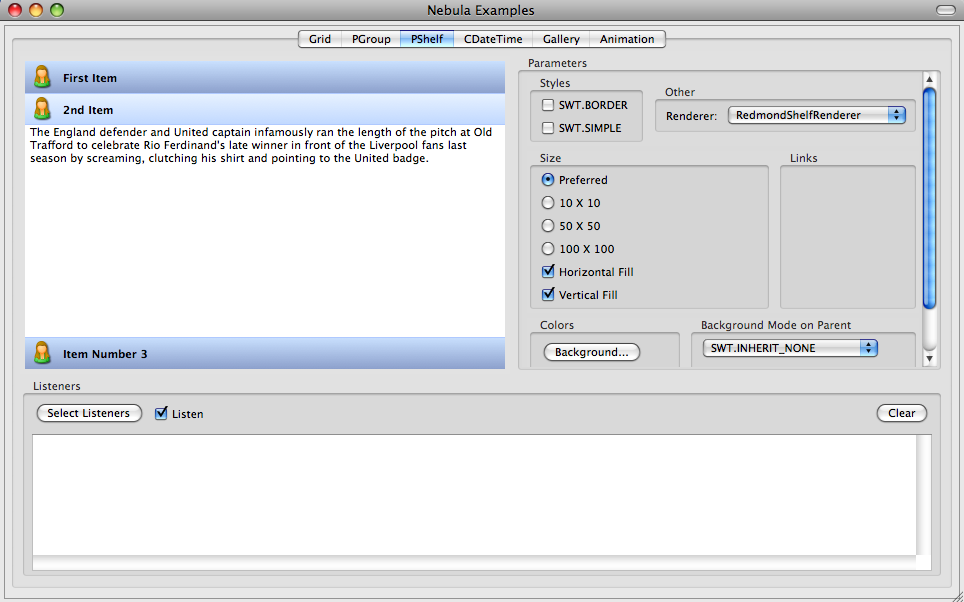 Nebula Examples
Grid PGroup PShelf CDateTime Gallery Animation
First Item
2nd Item
The England defender and United captain infamously ran the length of the pitch at Old
Trafford to celebrate Rio Ferdinand's late winner in front of the Liverpool fans last
season by screaming, clutching his shirt and pointing to the United badge.
Item Number 3
Parameters
Styles
SWT.BORDER
SWT.SIMPLE
Other
Renderer: RedmondShelfRenderer
Size
Preferred
10 X 10
50 X 50
100 X 100
Horizontal Fill
Vertical Fill
Links
Colors
Background...
Background Mode on Parent
SWT.INHERIT_NONE
Listeners
Select Listeners Listen Clear